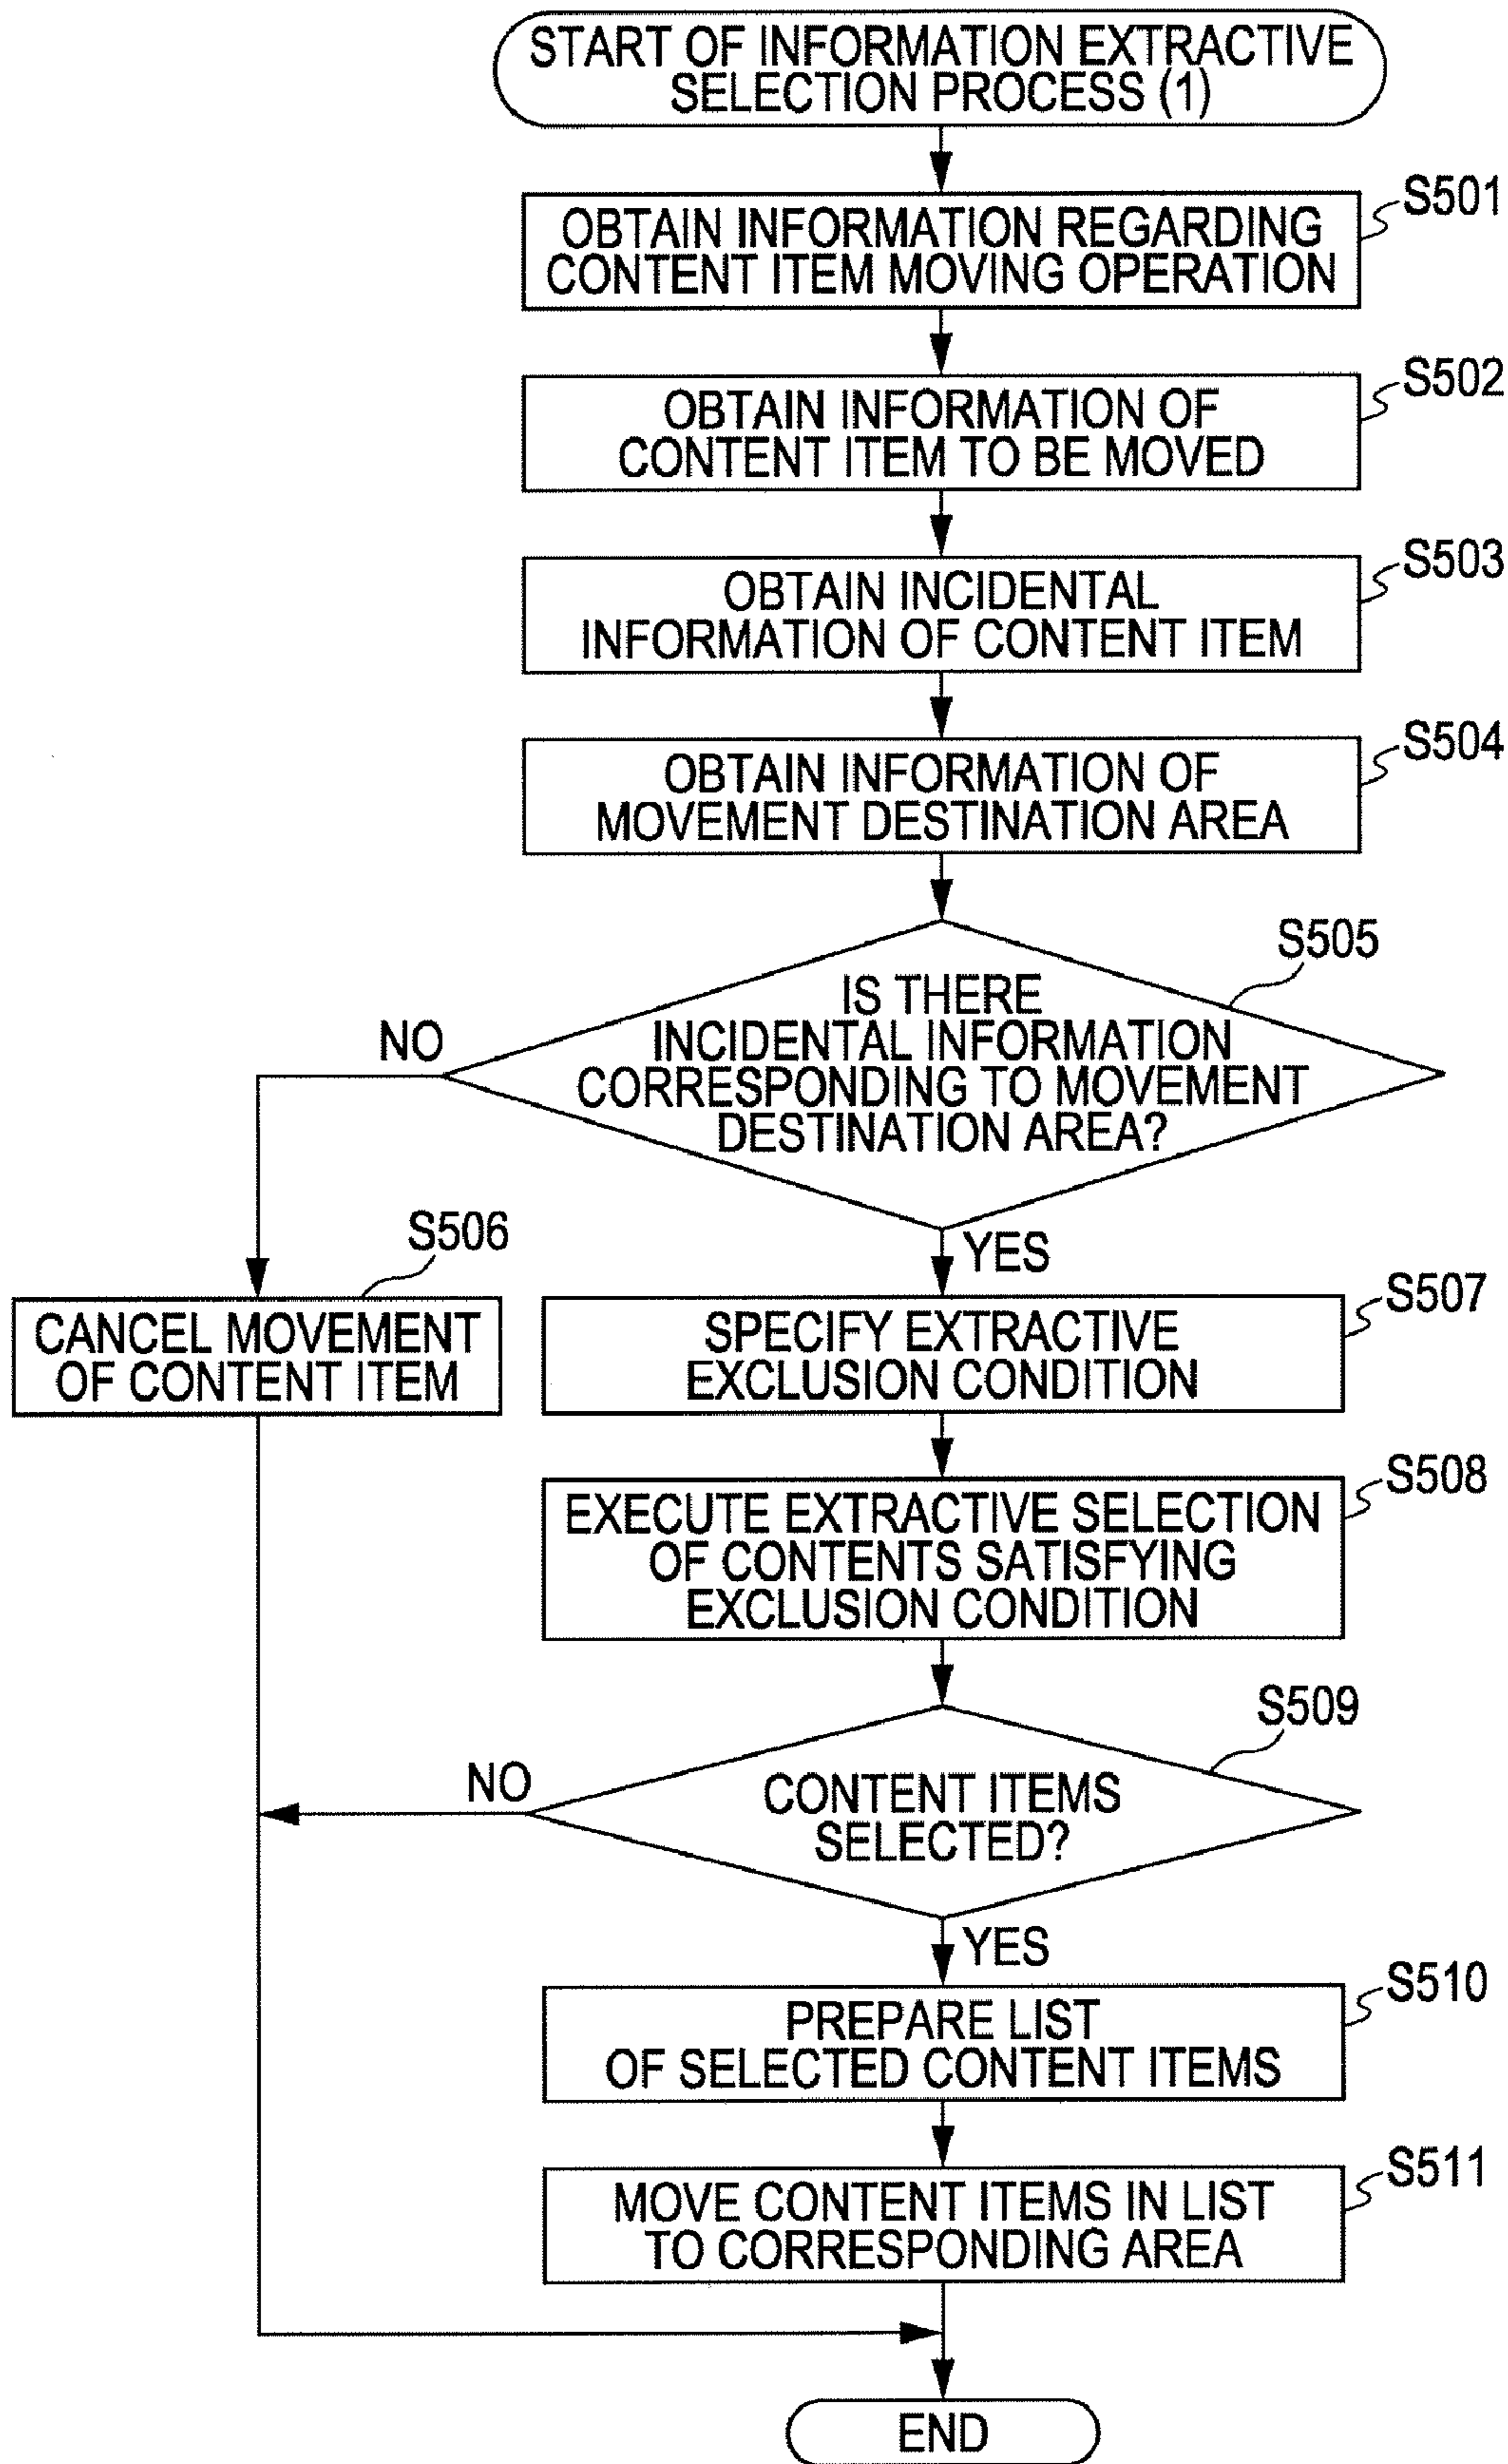 START OF INFORMATION EXTRACTIVE
SELECTION PROCESS (1)
S501
OBTAIN INFORMATION REGARDING
CONTENT ITEM MOVING OPERATION
S502
OBTAIN INFORMATION OF
CONTENT ITEM TO BE MOVED
S503
OBTAIN INCIDENTAL
INFORMATION OF CONTENT ITEM
S504
OBTAIN INFORMATION OF
MOVEMENT DESTINATION AREA
S505
IS THERE
INCIDENTAL INFORMATION
CORRESPONDING TO MOVEMENT
DESTINATION AREA?
NO
YES
S506
CANCEL MOVEMENT
OF CONTENT ITEM
S507
SPECIFY EXTRACTIVE
EXCLUSION CONDITION
S508
EXECUTE EXTRACTIVE SELECTION
OF CONTENTS SATISFYING
EXCLUSION CONDITION
S509
CONTENT ITEMS
SELECTED?
NO
YES
S510
PREPARE LIST
OF SELECTED CONTENT ITEMS
S511
MOVE CONTENT ITEMS IN LIST
TO CORRESPONDING AREA
END